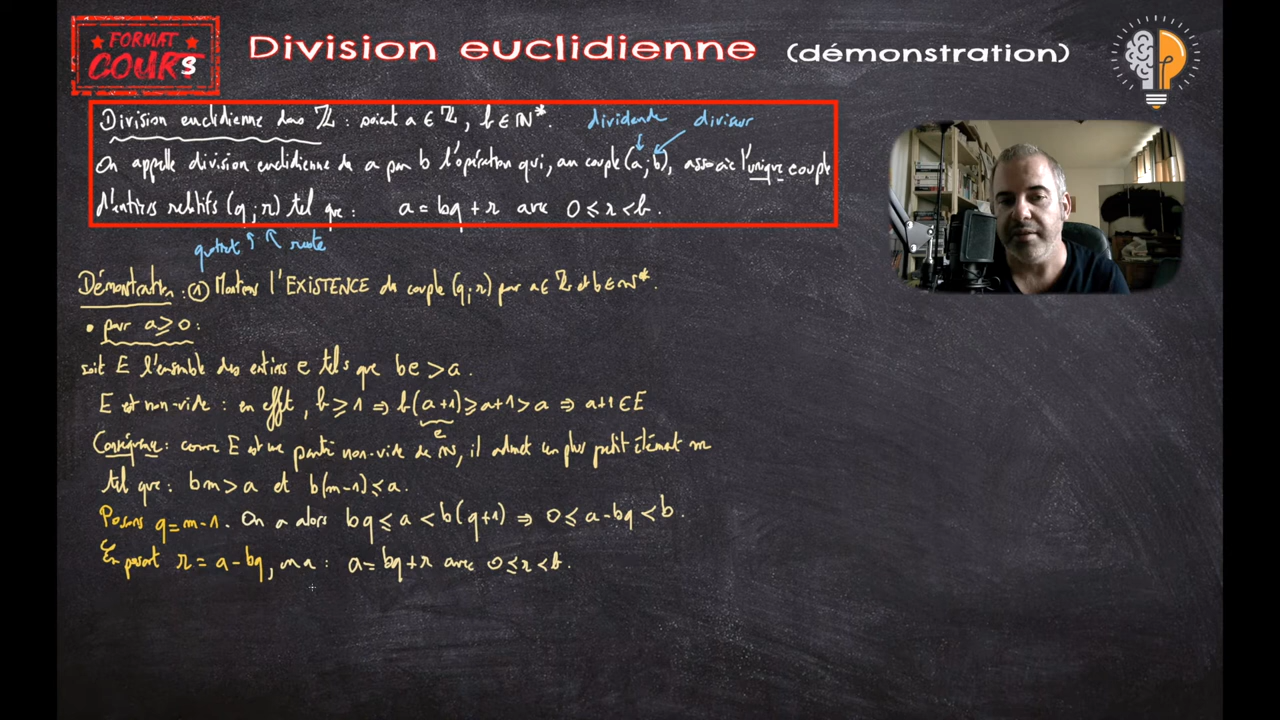 FORMAT
COURS
Division euclidienne (démonstration)
Division euclidienne dans ℤ : soient a ∈ ℤ, b ∈ ℕ*.
dividende diviseur
On appelle division euclidienne de a par b l'opération qui, au couple (a ; b), associe l'unique couple
d'entiers relatifs (q ; r) tel que : a = bq + r avec 0 ≤ r < b.
quotient reste
Démonstration : ① Montrons l'EXISTENCE du couple (q ; r) pour a ∈ ℤ et b ∈ ℕ*.
• pour a ≥ 0 :
soit E l'ensemble des entiers e tels que be > a.
E est non-vide : en effet, b ≥ 1 ⇒ b(a+1) ≥ a+1 > a ⇒ a+1 ∈ E
e
Conséquence : comme E est une partie non-vide de ℕ, il admet un plus petit élément m
tel que : bm > a et b(m-1) ≤ a.
Posons q = m-1. On a alors bq ≤ a < b(q+1) ⇒ 0 ≤ a-bq < b.
En posant r = a-bq, on a : a = bq + r avec 0 ≤ r < b.